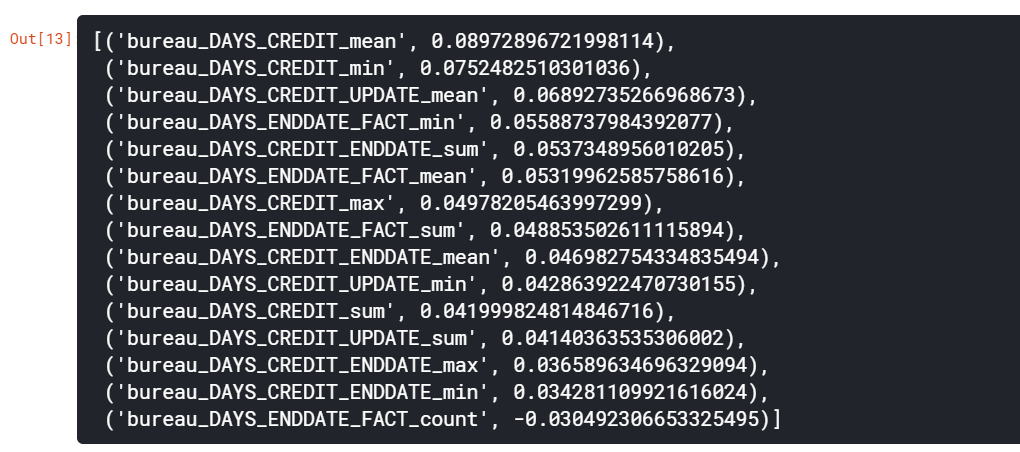 Out[13]
[('bureau_DAYS_CREDIT_mean', 0.08972896721998114),
('bureau_DAYS_CREDIT_min', 0.0752482510301036),
('bureau_DAYS_CREDIT_UPDATE_mean', 0.06892735266968673),
('bureau_DAYS_ENDDATE_FACT_min', 0.05588737984392077),
('bureau_DAYS_CREDIT_ENDDATE_sum', 0.0537348956010205),
('bureau_DAYS_ENDDATE_FACT_mean', 0.05319962585758616),
('bureau_DAYS_CREDIT_max', 0.04978205463997299),
('bureau_DAYS_ENDDATE_FACT_sum', 0.048853502611115894),
('bureau_DAYS_CREDIT_ENDDATE_mean', 0.046982754334835494),
('bureau_DAYS_CREDIT_UPDATE_min', 0.042863922470730155),
('bureau_DAYS_CREDIT_sum', 0.041999824814846716),
('bureau_DAYS_CREDIT_UPDATE_sum', 0.04140363535306002),
('bureau_DAYS_CREDIT_ENDDATE_max', 0.036589634696329094),
('bureau_DAYS_CREDIT_ENDDATE_min', 0.034281109921616024),
('bureau_DAYS_ENDDATE_FACT_count', -0.030492306653325495)]